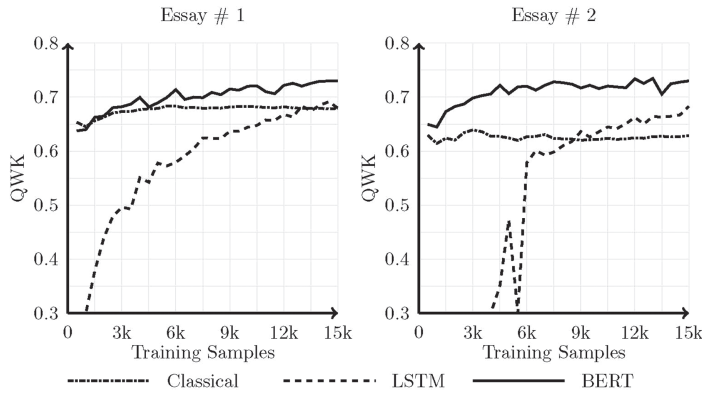 Essay # 1
Essay # 2
0.8
0.7
0.6
0.5
0.4
0.3
QWK
0 3k 6k 9k 12k 15k
Training Samples
0.8
0.7
0.6
0.5
0.4
0.3
QWK
0 3k 6k 9k 12k 15k
Training Samples
Classical LSTM BERT